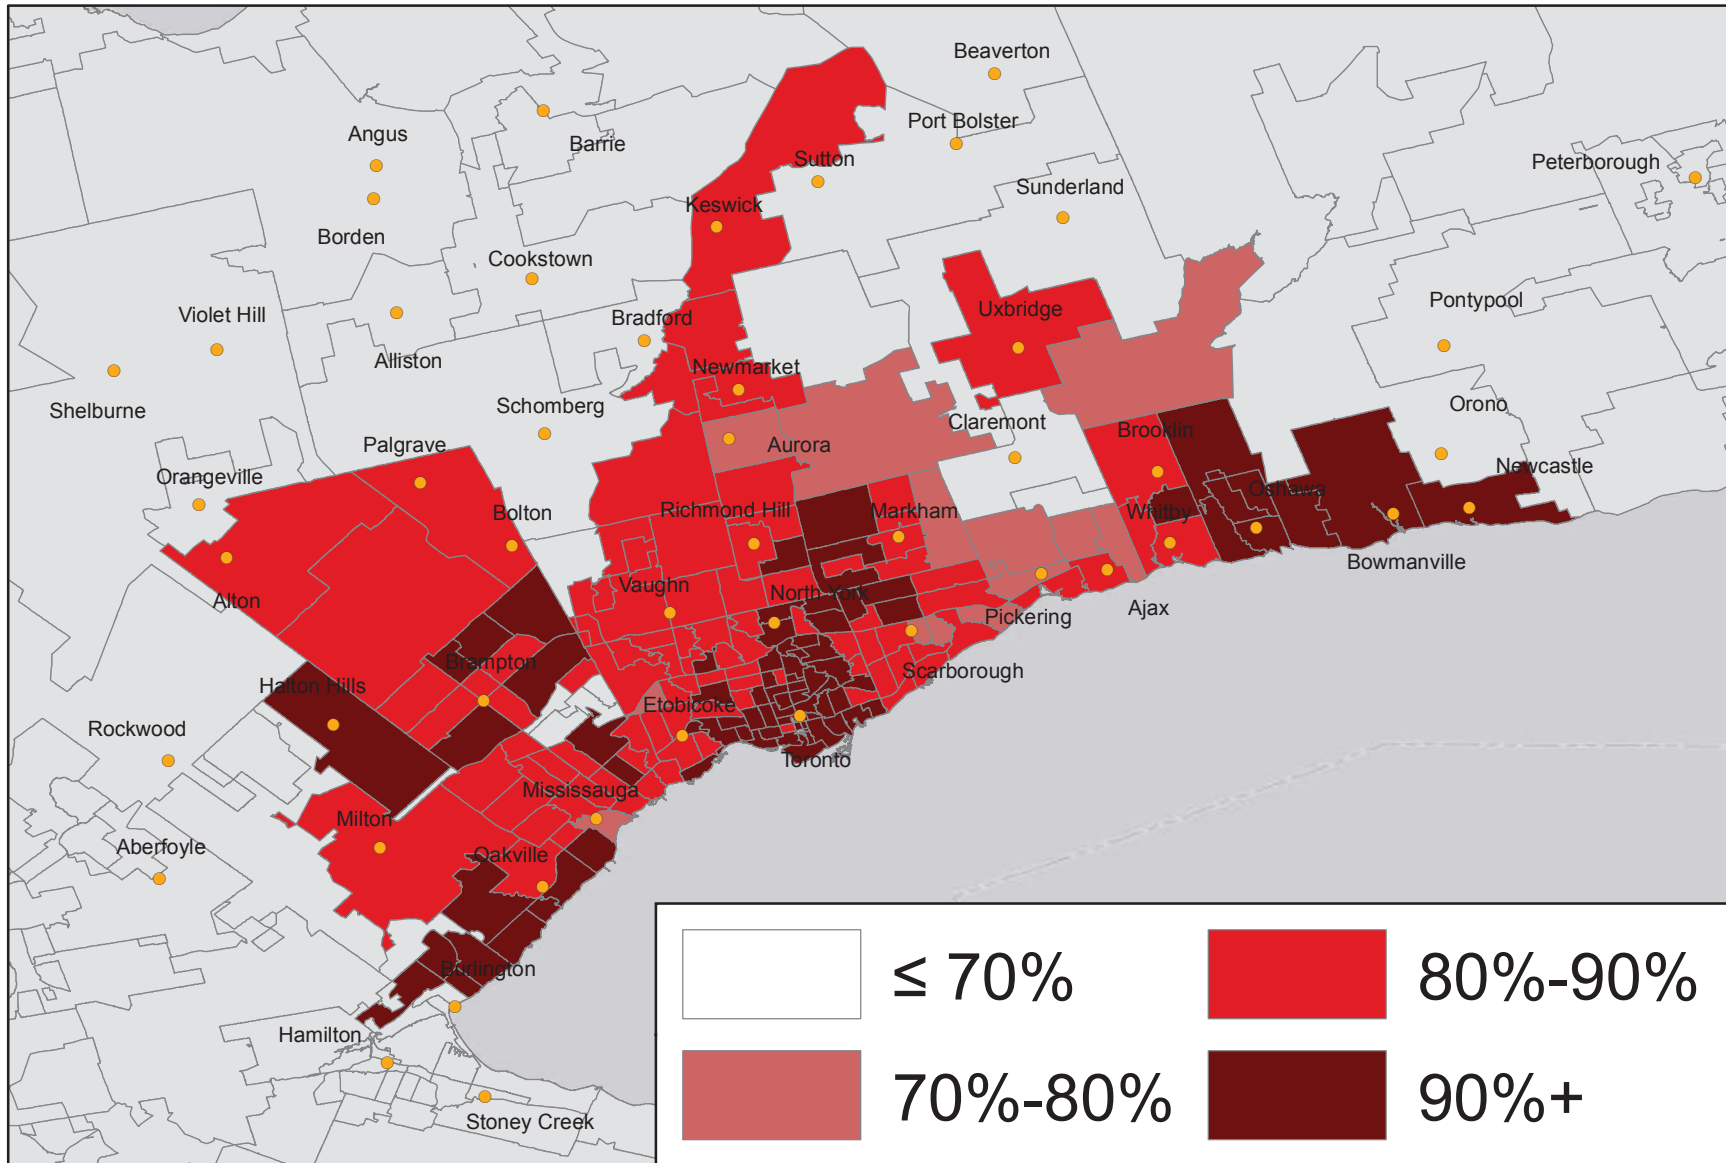 Beaverton
Port Bolster
Angus
Barrie
Sutton
Peterborough
Sunderland
Keswick
Borden
Cookstown
Pontypool
Violet Hill
Bradford
Uxbridge
Alliston
Newmarket
Shelburne
Schomberg
Orono
Claremont
Brooklin
Palgrave
Aurora
Newcastle
Orangeville
Oshawa
Bolton
Richmond Hill
Markham
Whitby
Bowmanville
Alton
Vaughn
North York
Ajax
Pickering
Brampton
Scarborough
Halton Hills
Etobicoke
Rockwood
Toronto
Mississauga
Milton
Aberfoyle
Oakville
Burlington
Hamilton
Stoney Creek
≤ 70%
80%-90%
70%-80%
90%+